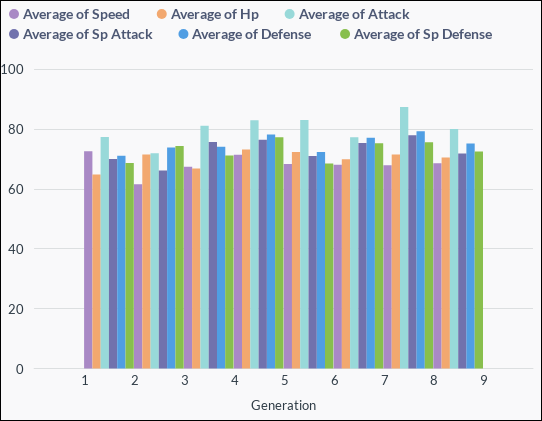 Average of Speed Average of Hp Average of Attack
Average of Sp Attack Average of Defense Average of Sp Defense
100
80
60
40
20
0
1 2 3 4 5 6 7 8 9
Generation